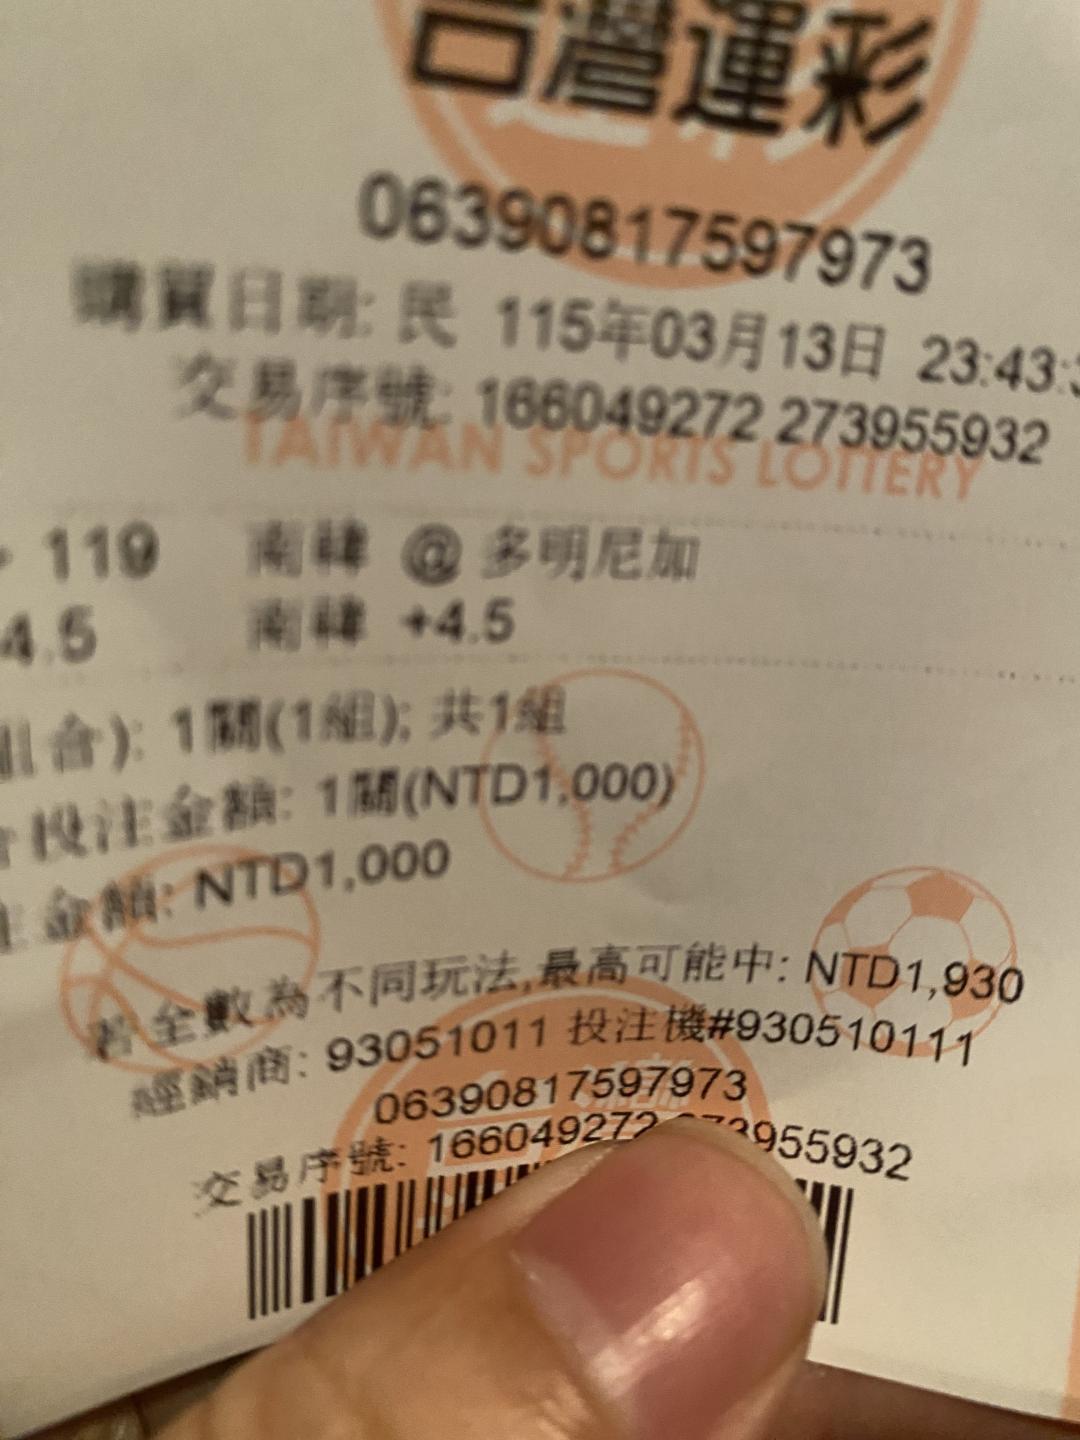 台灣運彩
06390817597973
購買日期: 民 115年03月13日 23:43:
交易序號: 166049272 273955932
TAIWAN SPORTS LOTTERY
119 南韓 @ 多明尼加
4.5 南韓 +4.5
組合): 1關(1組); 共1組
投注金額: 1關(NTD1,000)
金額: NTD1,000
若全數為不同玩法,最高可能中: NTD1,930
經銷商: 93051011 投注機#930510111
06390817597973
交易序號: 166049272 273955932